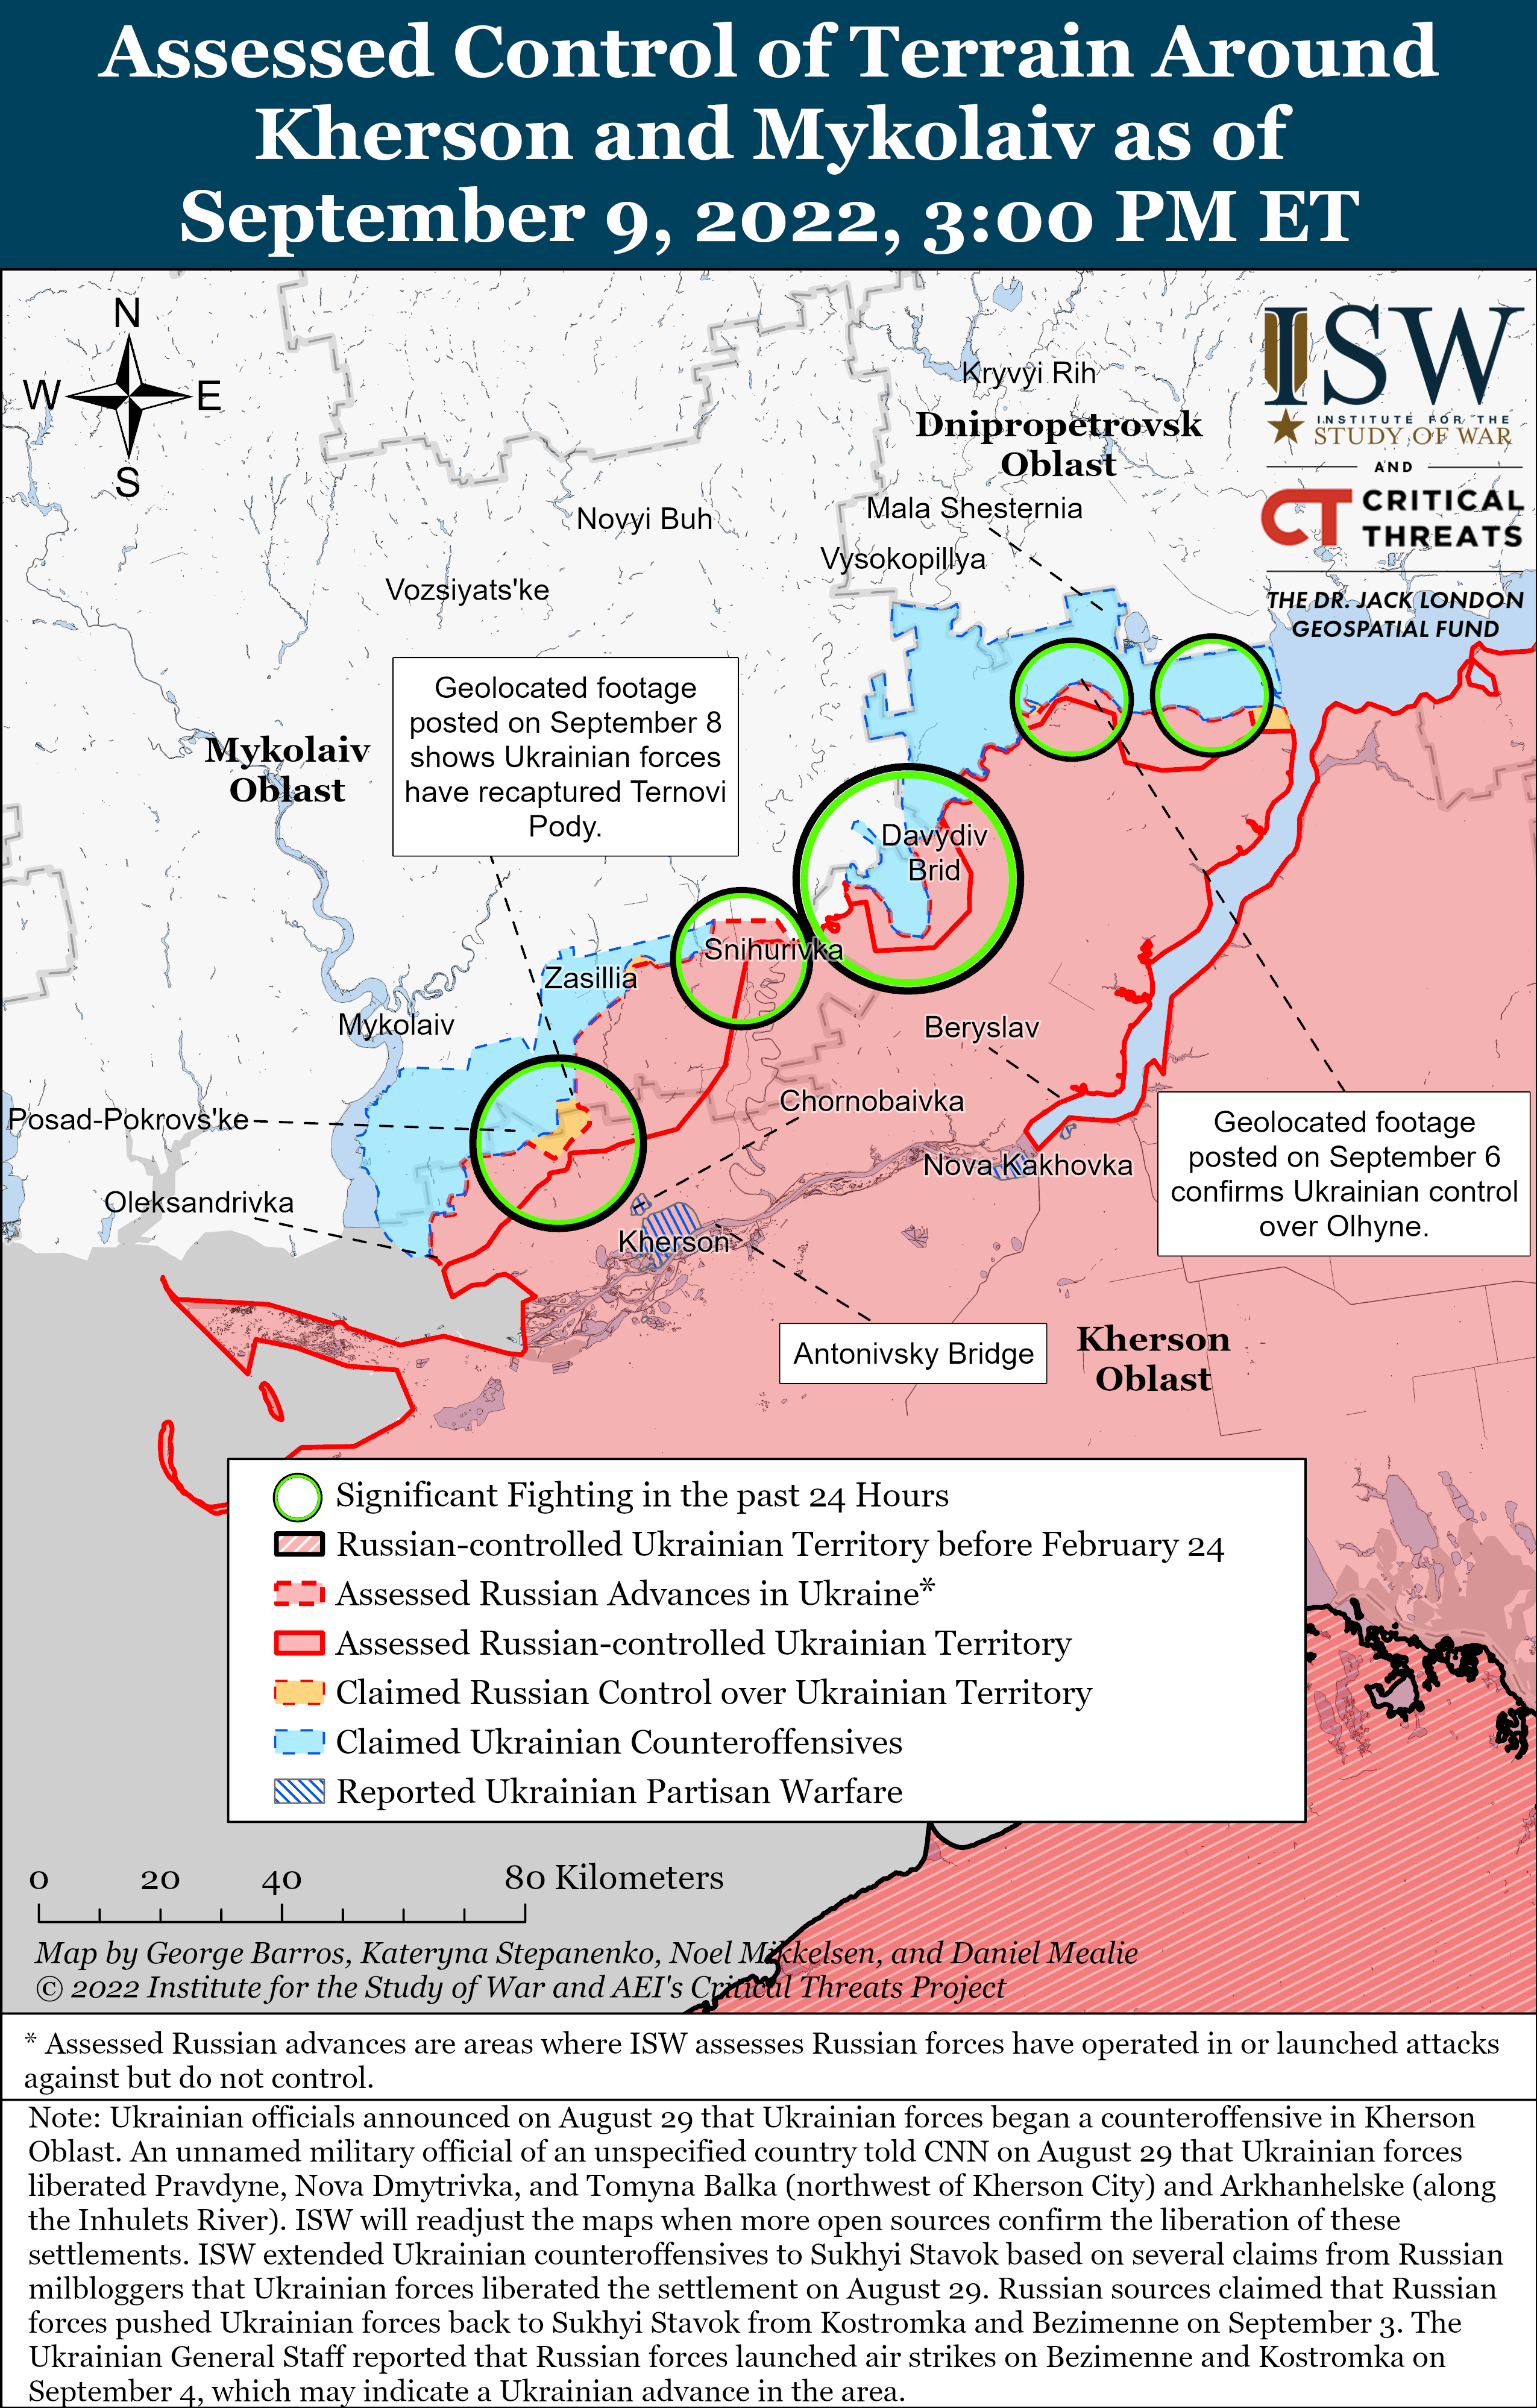 Assessed Control of Terrain Around
Kherson and Mykolaiv as of
September 9, 2022, 3:00 PM ET
N
W
E
S
ISW
INSTITUTE FOR THE
STUDY OF WAR
AND
CT CRITICAL
THREATS
THE DR. JACK LONDON
GEOSPATIAL FUND
Kryvyi Rih
Dnipropetrovsk
Oblast
Mala Shesternia
Novyi Buh
Vysokopillya
Vozsiyats'ke
Geolocated footage
posted on September 8
shows Ukrainian forces
have recaptured Ternovi
Pody.
Mykolaiv
Oblast
Davydiv
Brid
Snihurivka
Zasillia
Mykolaiv
Beryslav
Chornobaivka
Posad-Pokrovs'ke
Nova Kakhovka
Geolocated footage
posted on September 6
confirms Ukrainian control
over Olhyne.
Oleksandrivka
Kherson
Antonivsky Bridge
Kherson
Oblast
Significant Fighting in the past 24 Hours
Russian-controlled Ukrainian Territory before February 24
Assessed Russian Advances in Ukraine*
Assessed Russian-controlled Ukrainian Territory
Claimed Russian Control over Ukrainian Territory
Claimed Ukrainian Counteroffensives
Reported Ukrainian Partisan Warfare
0 20 40 80 Kilometers
Map by George Barros, Kateryna Stepanenko, Noel Mikkelsen, and Daniel Mealie
© 2022 Institute for the Study of War and AEI's Critical Threats Project
* Assessed Russian advances are areas where ISW assesses Russian forces have operated in or launched attacks
against but do not control.
Note: Ukrainian officials announced on August 29 that Ukrainian forces began a counteroffensive in Kherson
Oblast. An unnamed military official of an unspecified country told CNN on August 29 that Ukrainian forces
liberated Pravdyne, Nova Dmytrivka, and Tomyna Balka (northwest of Kherson City) and Arkhanhelske (along
the Inhulets River). ISW will readjust the maps when more open sources confirm the liberation of these
settlements. ISW extended Ukrainian counteroffensives to Sukhyi Stavok based on several claims from Russian
milbloggers that Ukrainian forces liberated the settlement on August 29. Russian sources claimed that Russian
forces pushed Ukrainian forces back to Sukhyi Stavok from Kostromka and Bezimenne on September 3. The
Ukrainian General Staff reported that Russian forces launched air strikes on Bezimenne and Kostromka on
September 4, which may indicate a Ukrainian advance in the area.